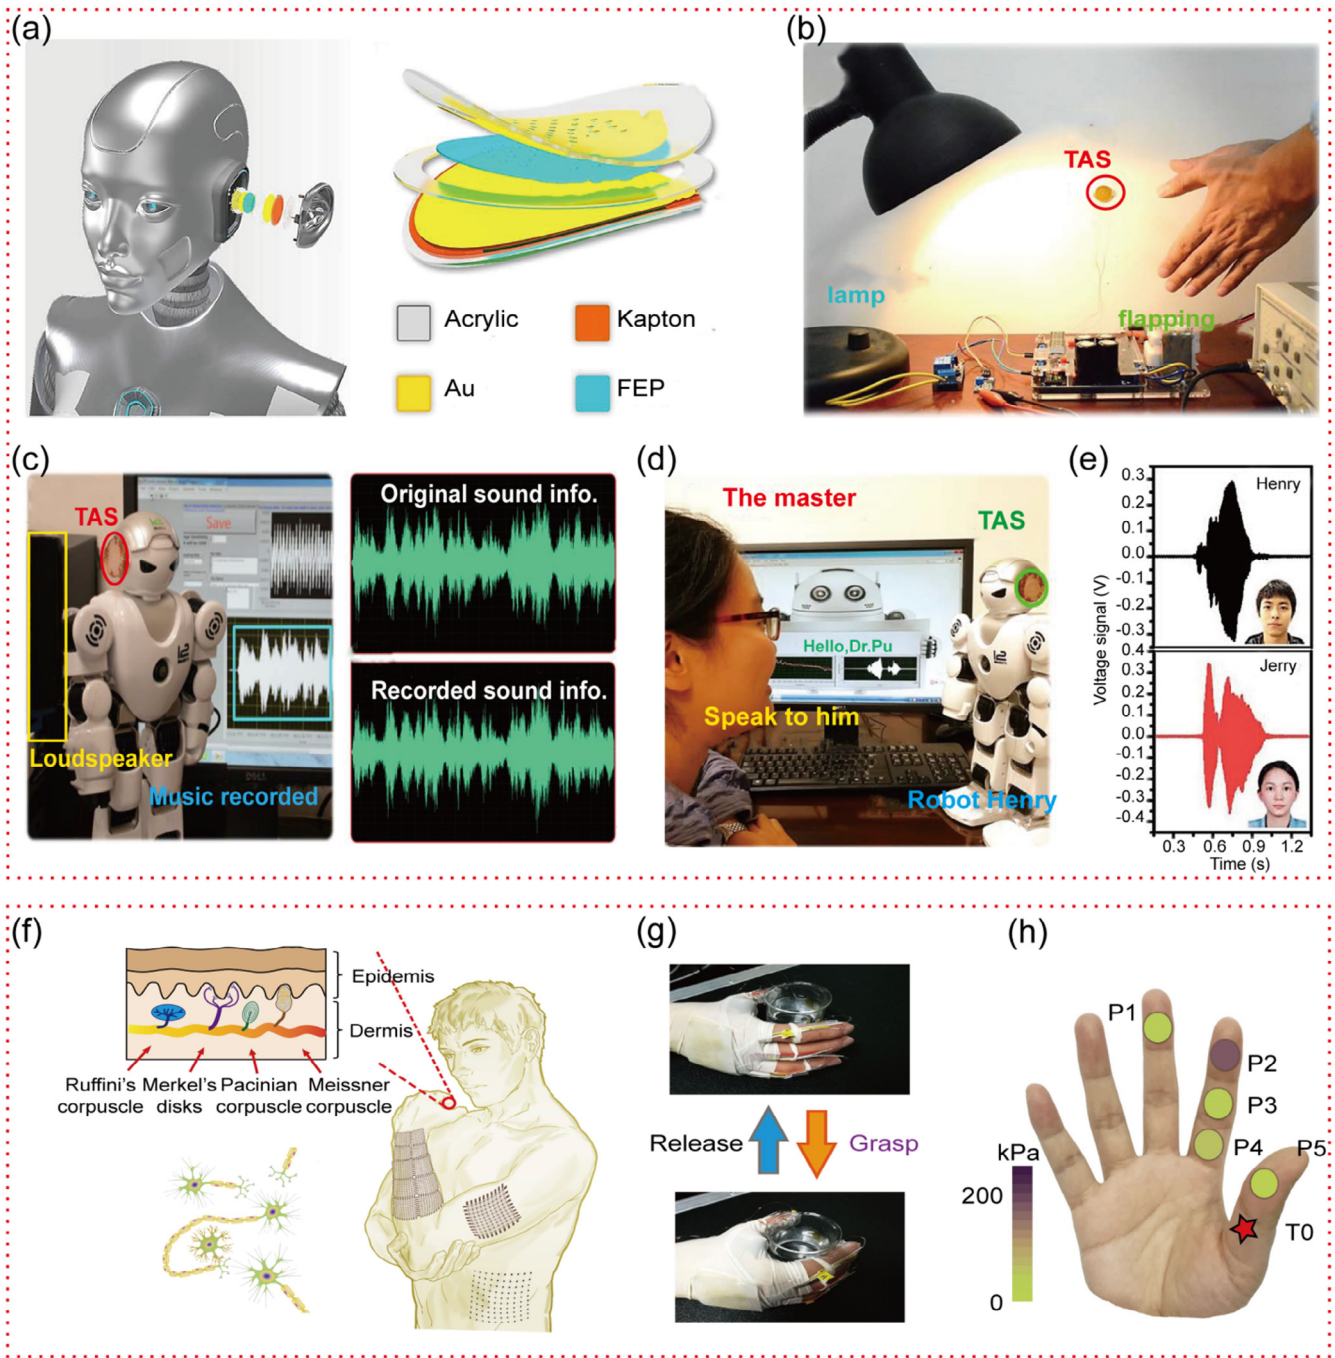 (a)
Acrylic
Kapton
Au
FEP
(b)
TAS
lamp
flapping
(c)
TAS
Save
Loudspeaker
Music recorded
DELL
Original sound info.
Recorded sound info.
(d)
The master
TAS
Hello,Dr.Pu
Speak to him
Robot Henry
(e)
Voltage signal (V)
0.3
0.2
0.1
0.0
-0.1
-0.2
-0.3
Henry
0.4
0.3
0.2
0.1
0.0
-0.1
-0.2
-0.3
-0.4
Jerry
0.3 0.6 0.9 1.2
Time (s)
(f)
Epidemis
Dermis
Ruffini's Merkel's Pacinian Meissner
corpuscle disks corpuscle corpuscle
(g)
Release
Grasp
(h)
P1
P2
P3
P4
P5
T0
kPa
200
0